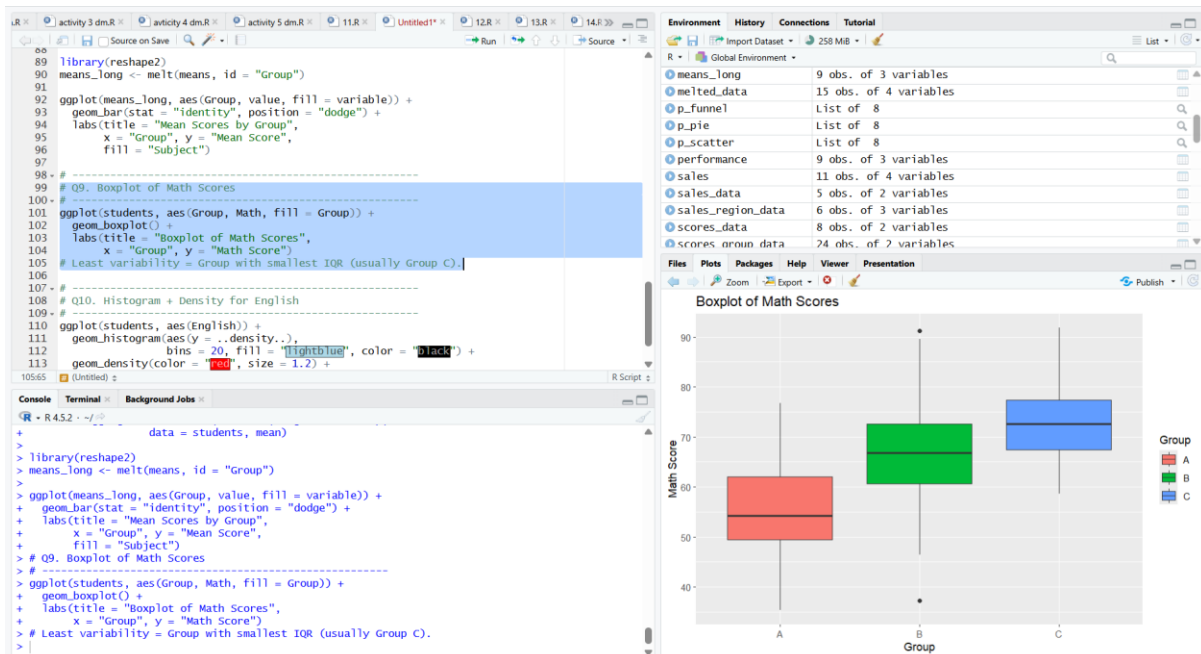 .R × activity 3 dm.R × avticity 4 dm.R × activity 5 dm.R × 11.R × Untitled1* × 12.R × 13.R × 14.R
Source on Save Run Source
88
89 library(reshape2)
90 means_long <- melt(means, id = "Group")
91
92 ggplot(means_long, aes(Group, value, fill = variable)) +
93 geom_bar(stat = "identity", position = "dodge") +
94 labs(title = "Mean Scores by Group",
95 x = "Group", y = "Mean Score",
96 fill = "Subject")
97
98 # -------------------------------------------------------
99 # Q9. Boxplot of Math Scores
100 # -------------------------------------------------------
101 ggplot(students, aes(Group, Math, fill = Group)) +
102 geom_boxplot() +
103 labs(title = "Boxplot of Math Scores",
104 x = "Group", y = "Math Score")
105 # Least variability = Group with smallest IQR (usually Group C).
106
107 # -------------------------------------------------------
108 # Q10. Histogram + Density for English
109 # -------------------------------------------------------
110 ggplot(students, aes(English)) +
111 geom_histogram(aes(y = ..density..),
112 bins = 20, fill = "lightblue", color = "black") +
113 geom_density(color = "red", size = 1.2) +
105:65 (Untitled) R Script
Console Terminal × Background Jobs ×
R R 4.5.2 · ~/
+ data = students, mean)
>
> library(reshape2)
> means_long <- melt(means, id = "Group")
>
> ggplot(means_long, aes(Group, value, fill = variable)) +
+ geom_bar(stat = "identity", position = "dodge") +
+ labs(title = "Mean Scores by Group",
+ x = "Group", y = "Mean Score",
+ fill = "Subject")
> # Q9. Boxplot of Math Scores
> # -------------------------------------------------------
> ggplot(students, aes(Group, Math, fill = Group)) +
+ geom_boxplot() +
+ labs(title = "Boxplot of Math Scores",
+ x = "Group", y = "Math Score")
> # Least variability = Group with smallest IQR (usually Group C).
>
Environment History Connections Tutorial
Import Dataset 258 MiB List
R Global Environment
means_long 9 obs. of 3 variables
melted_data 15 obs. of 4 variables
p_funnel List of 8
p_pie List of 8
p_scatter List of 8
performance 9 obs. of 3 variables
sales 11 obs. of 4 variables
sales_data 5 obs. of 2 variables
sales_region_data 6 obs. of 3 variables
scores_data 8 obs. of 2 variables
scores_group_data 24 obs. of 2 variables
Files Plots Packages Help Viewer Presentation
Zoom Export Publish
Boxplot of Math Scores
90
80
70
60
50
40
Math Score
A B C
Group
Group
A
B
C